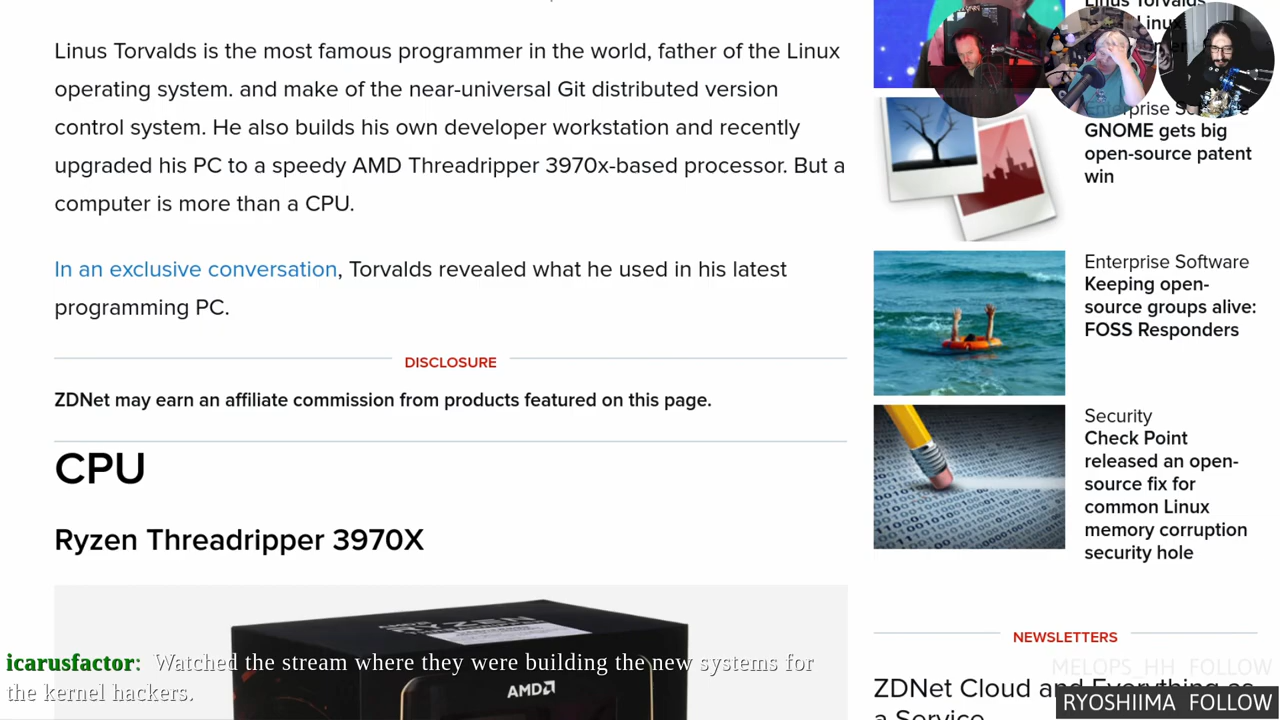 Linus Torvalds is the most famous programmer in the world, father of the Linux
operating system. and make of the near-universal Git distributed version
control system. He also builds his own developer workstation and recently
upgraded his PC to a speedy AMD Threadripper 3970x-based processor. But a
computer is more than a CPU.
In an exclusive conversation, Torvalds revealed what he used in his latest
programming PC.
DISCLOSURE
ZDNet may earn an affiliate commission from products featured on this page.
CPU
Ryzen Threadripper 3970X
AMD
RYZEN
AMD
icarusfactor: Watched the stream where they were building the new systems for
the kernel hackers.
Linus Torvalds
Linux
Enterprise Software
GNOME gets big
open-source patent
win
Enterprise Software
Keeping open-
source groups alive:
FOSS Responders
Security
Check Point
released an open-
source fix for
common Linux
memory corruption
security hole
NEWSLETTERS
ZDNet Cloud and Everything as
a Service
MELOPS_HH FOLLOW
RYOSHIIMA FOLLOW